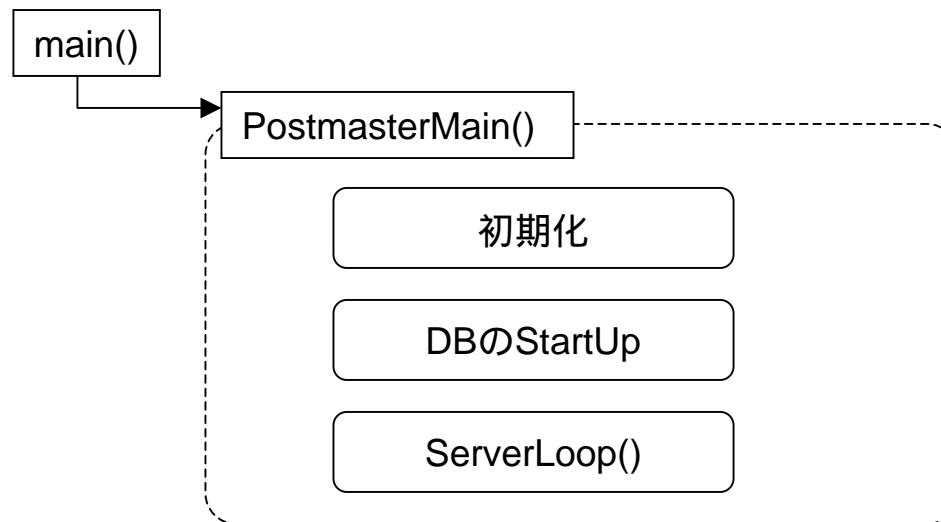 main()
PostmasterMain()
初期化
DBのStartUp
ServerLoop()